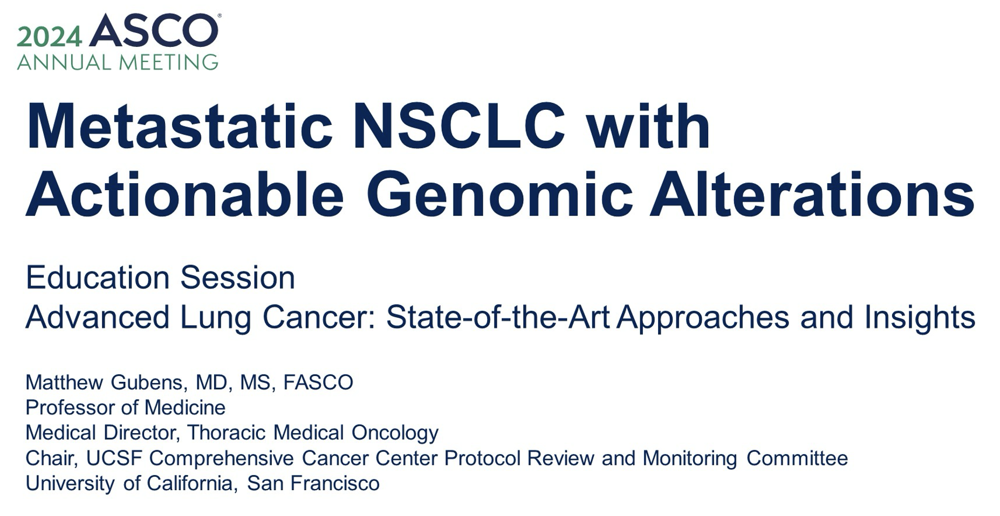 2024 ASCO®
ANNUAL MEETING
Metastatic NSCLC with
Actionable Genomic Alterations
Education Session
Advanced Lung Cancer: State-of-the-Art Approaches and Insights
Matthew Gubens, MD, MS, FASCO
Professor of Medicine
Medical Director, Thoracic Medical Oncology
Chair, UCSF Comprehensive Cancer Center Protocol Review and Monitoring Committee
University of California, San Francisco